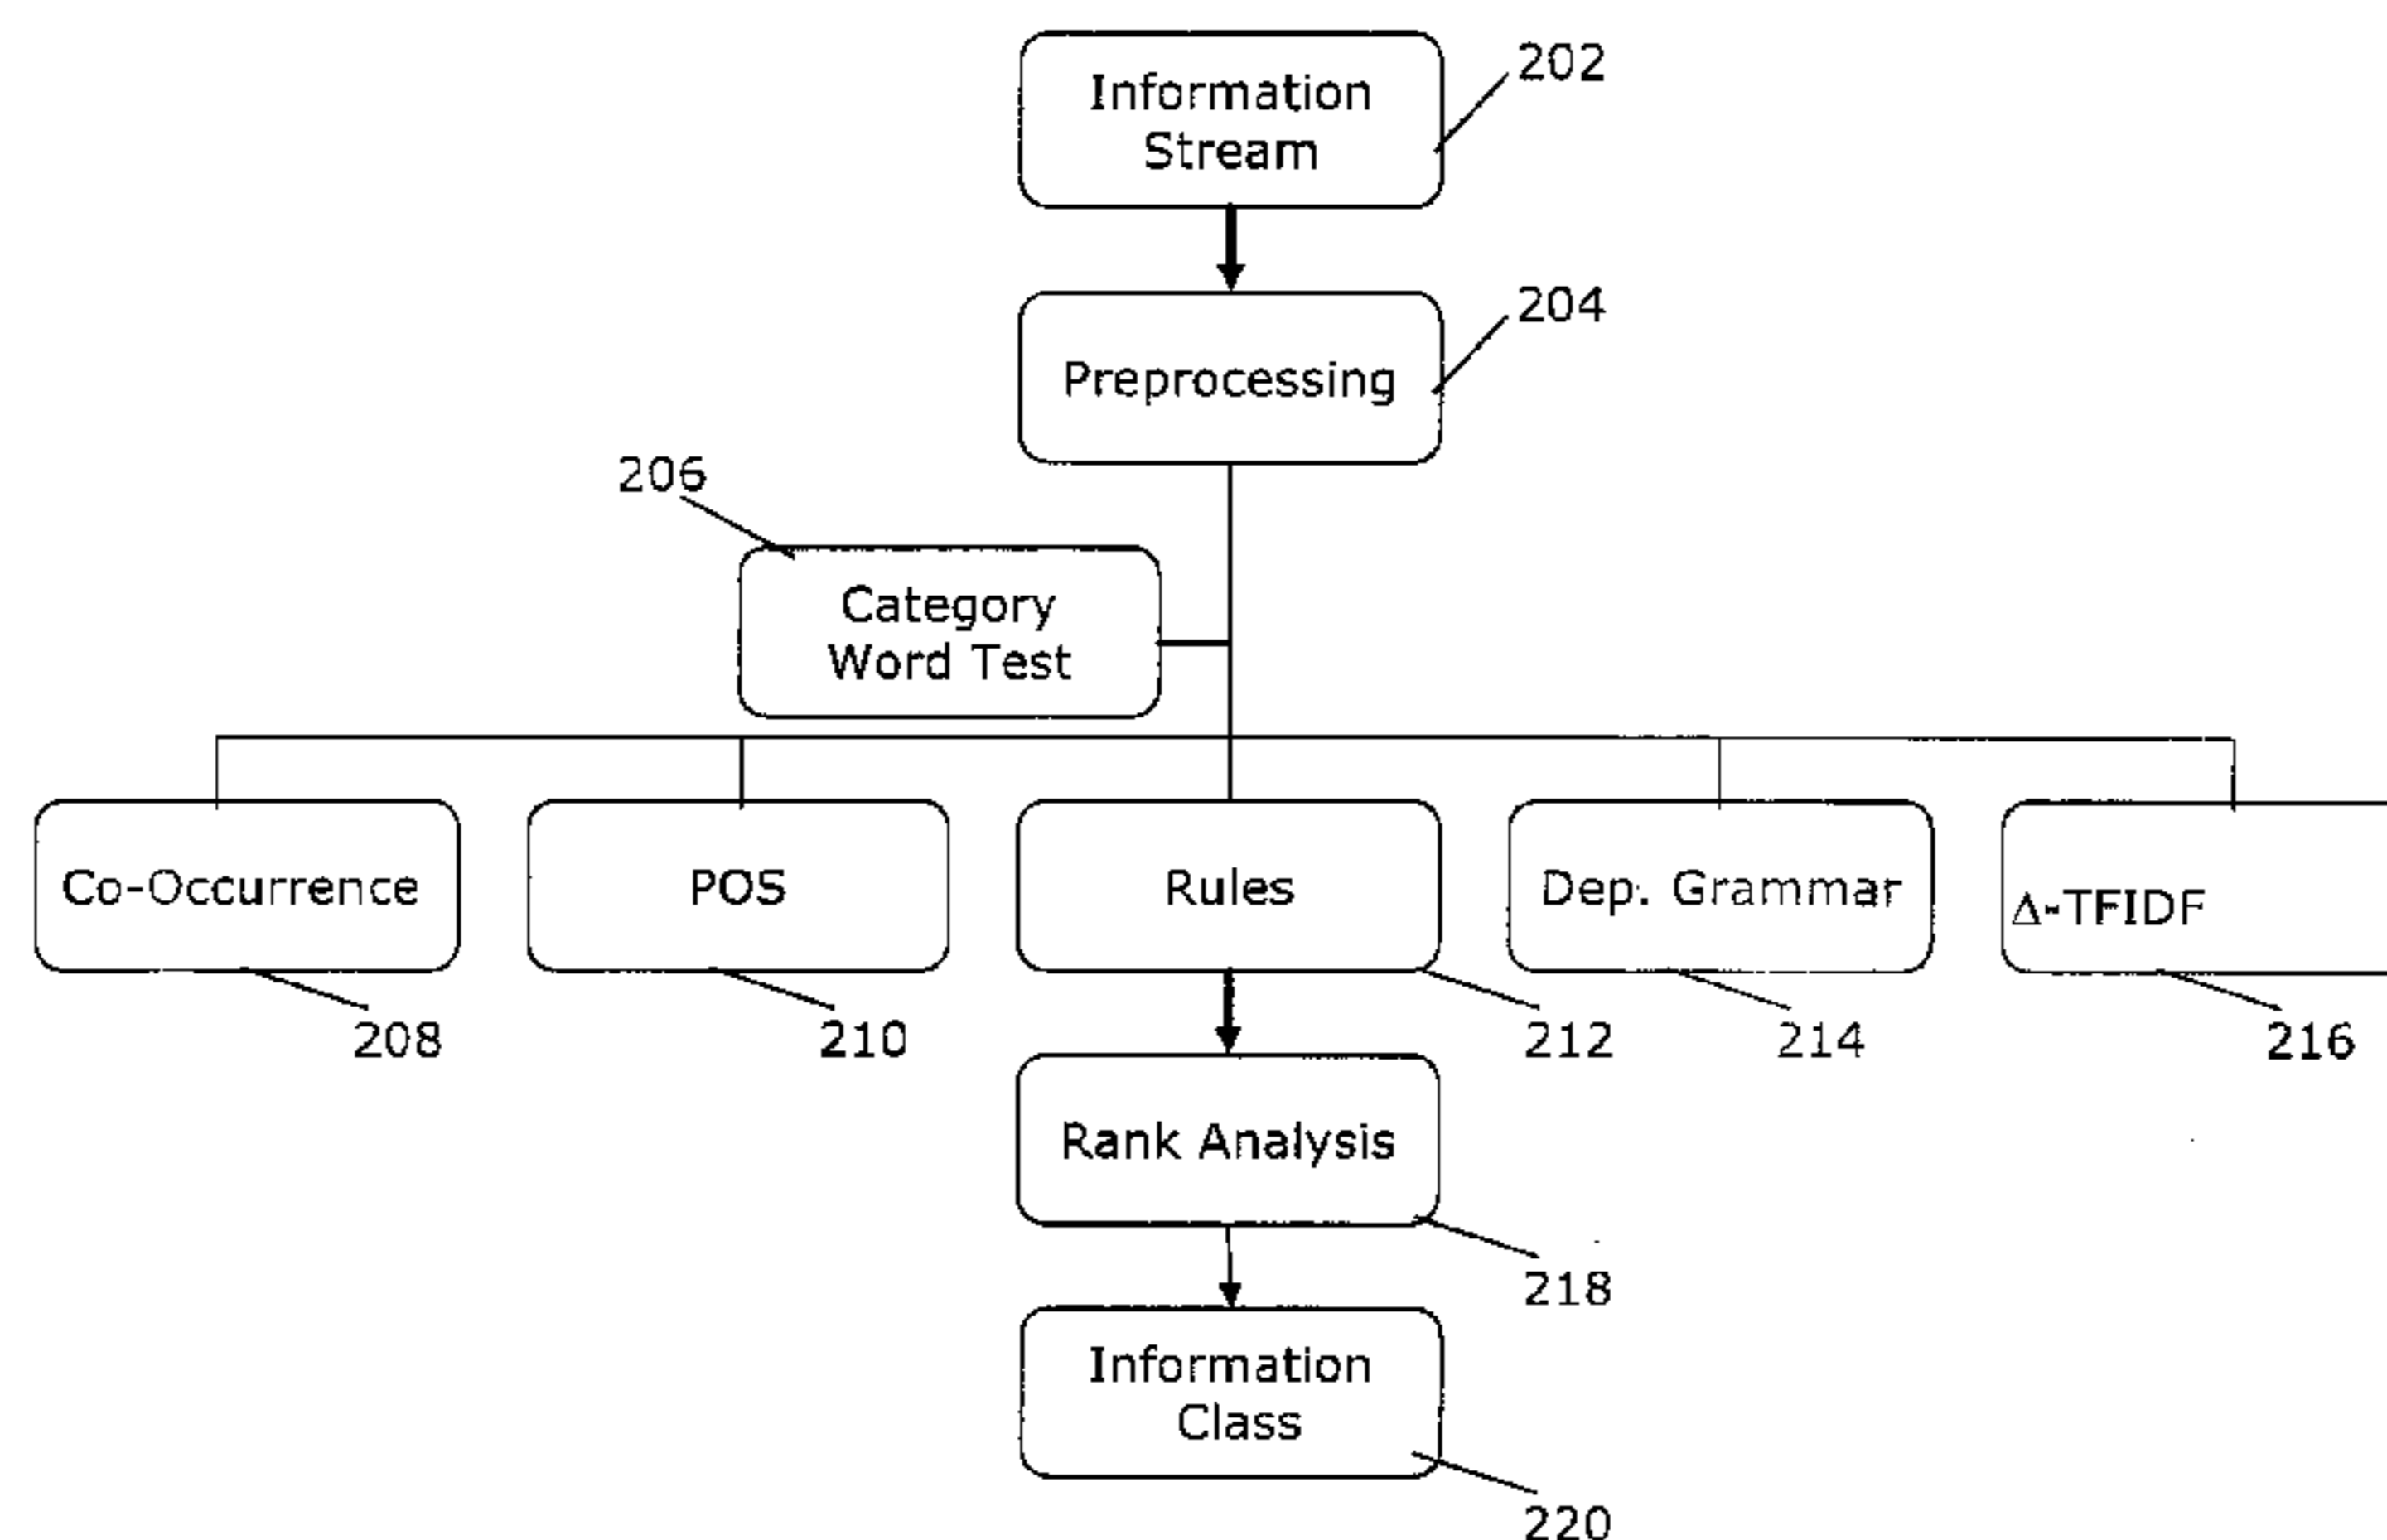 Information
Stream
202
Preprocessing
204
206
Category
Word Test
Co-Occurrence
POS
Rules
Dep. Grammar
Δ-TFIDF
208
210
212
214
216
Rank Analysis
218
Information
Class
220